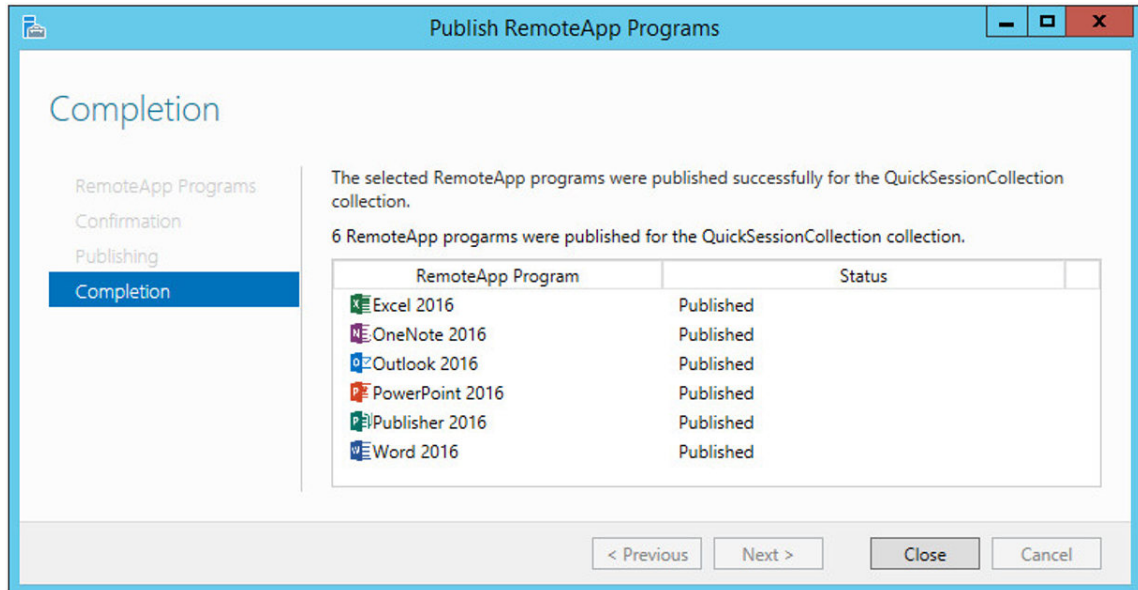 Publish RemoteApp Programs
Completion
RemoteApp Programs
Confirmation
Publishing
Completion
The selected RemoteApp programs were published successfully for the QuickSessionCollection
collection.
6 RemoteApp progarms were published for the QuickSessionCollection collection.
RemoteApp Program Status
Excel 2016 Published
OneNote 2016 Published
Outlook 2016 Published
PowerPoint 2016 Published
Publisher 2016 Published
Word 2016 Published
< Previous Next > Close Cancel